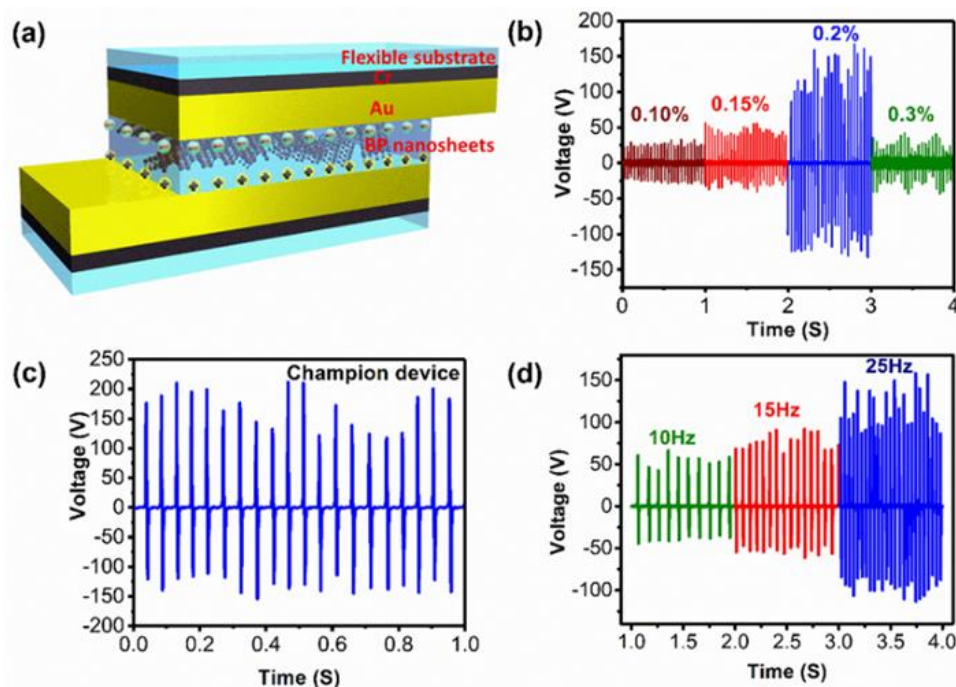 (a)
Flexible substrate
Cr
Au
BP nanosheets
(b)
Voltage (V)
200
150
100
50
0
-50
-100
-150
0.10%
0.15%
0.2%
0.3%
0 1 2 3 4
Time (S)
(c)
Voltage (V)
250
200
150
100
50
0
-50
-100
-150
-200
Champion device
0.0 0.2 0.4 0.6 0.8 1.0
Time (S)
(d)
Voltage (V)
150
100
50
0
-50
-100
10Hz
15Hz
25Hz
1.0 1.5 2.0 2.5 3.0 3.5 4.0
Time (S)